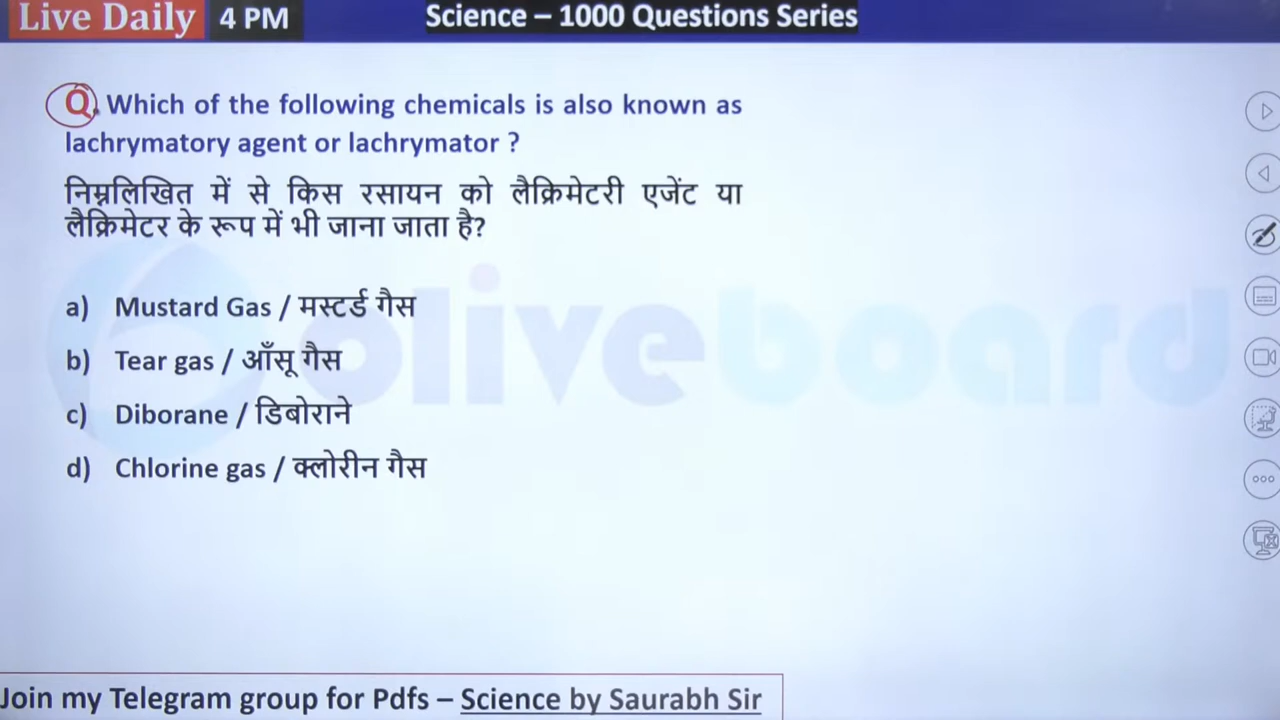 Live Daily 4 PM Science – 1000 Questions Series
Q. Which of the following chemicals is also known as
lachrymatory agent or lachrymator ?
निम्नलिखित में से किस रसायन को लैक्रिमेटरी एजेंट या
लैक्रिमेटर के रूप में भी जाना जाता है?
oliveboard
a) Mustard Gas / मस्टर्ड गैस
b) Tear gas / आँसू गैस
c) Diborane / डिबोराने
d) Chlorine gas / क्लोरीन गैस
Join my Telegram group for Pdfs – Science by Saurabh Sir